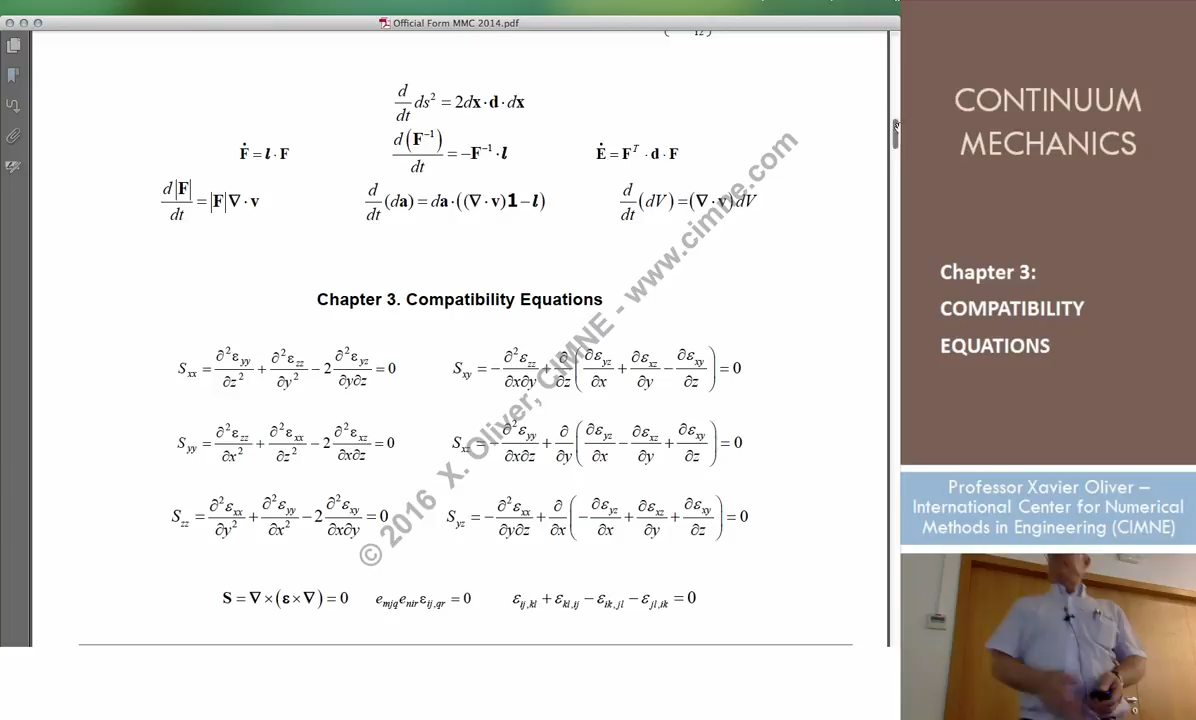 Official Form MMC 2014.pdf
12
d/dt ds² = 2dx·d·dx
Ḟ = l·F
d(F⁻¹)/dt = −F⁻¹·l
Ė = Fᵀ·d·F
d|F|/dt = |F|∇·v
d/dt (da) = da·((∇·v)1−l)
d/dt (dV) = (∇·v)dV
Chapter 3. Compatibility Equations
S_xx = ∂²ε_yy/∂z² + ∂²ε_zz/∂y² − 2 ∂²ε_yz/∂y∂z = 0
S_xy = − ∂²ε_zz/∂x∂y + ∂/∂z (∂ε_yz/∂x + ∂ε_xz/∂y − ∂ε_xy/∂z) = 0
S_yy = ∂²ε_zz/∂x² + ∂²ε_xx/∂z² − 2 ∂²ε_xz/∂x∂z = 0
S_xz = − ∂²ε_yy/∂x∂z + ∂/∂y (∂ε_yz/∂x − ∂ε_xz/∂y + ∂ε_xy/∂z) = 0
S_zz = ∂²ε_xx/∂y² + ∂²ε_yy/∂x² − 2 ∂²ε_xy/∂x∂y = 0
S_yz = − ∂²ε_xx/∂y∂z + ∂/∂x (− ∂ε_yz/∂x + ∂ε_xz/∂y + ∂ε_xy/∂z) = 0
S = ∇×(ε×∇) = 0
e_mjq e_nir ε_ij,qr = 0
ε_ij,kl + ε_kl,ij − ε_ik,jl − ε_jl,ik = 0
© 2016 X. Oliver, CIMNE - www.cimne.com
CONTINUUM
MECHANICS
Chapter 3:
COMPATIBILITY
EQUATIONS
Professor Xavier Oliver –
International Center for Numerical
Methods in Engineering (CIMNE)